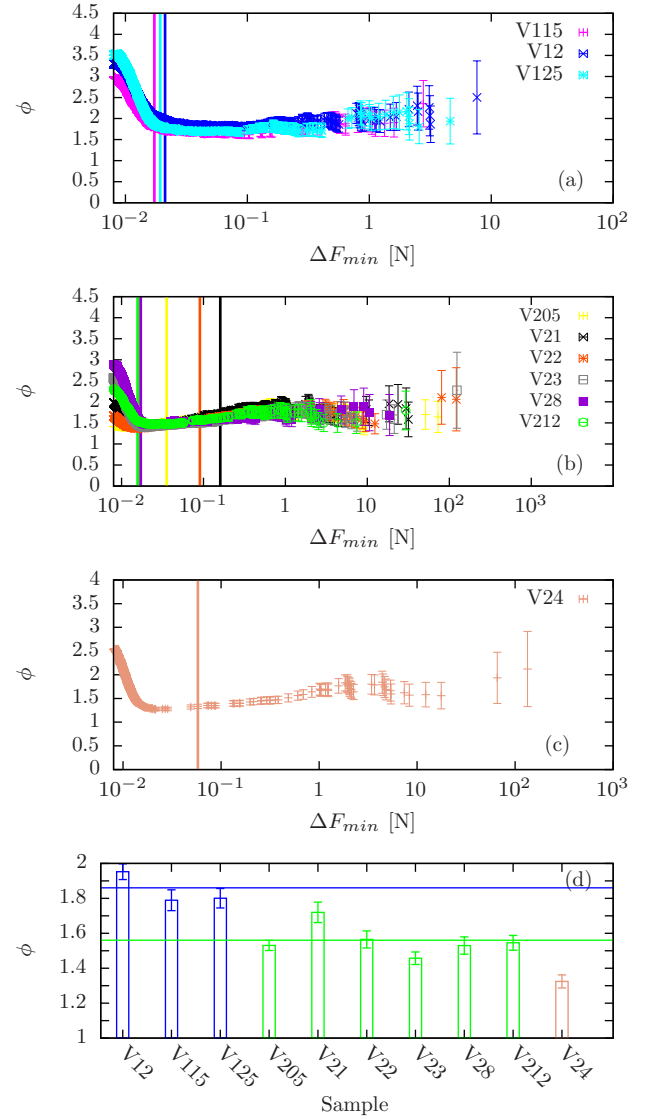 4.5
4
3.5
3
2.5
2
1.5
1
0.5
0
ϕ
V115
V12
V125
(a)
10⁻² 10⁻¹ 1 10 10²
ΔF_min [N]
4.5
4
3.5
3
2.5
2
1.5
1
0.5
0
ϕ
V205
V21
V22
V23
V28
V212
(b)
10⁻² 10⁻¹ 1 10 10² 10³
ΔF_min [N]
4
3.5
3
2.5
2
1.5
1
0.5
0
ϕ
V24
(c)
10⁻² 10⁻¹ 1 10 10² 10³
ΔF_min [N]
2
1.8
1.6
1.4
1.2
1
ϕ
(d)
V12 V115 V125 V205 V21 V22 V23 V28 V212 V24
Sample